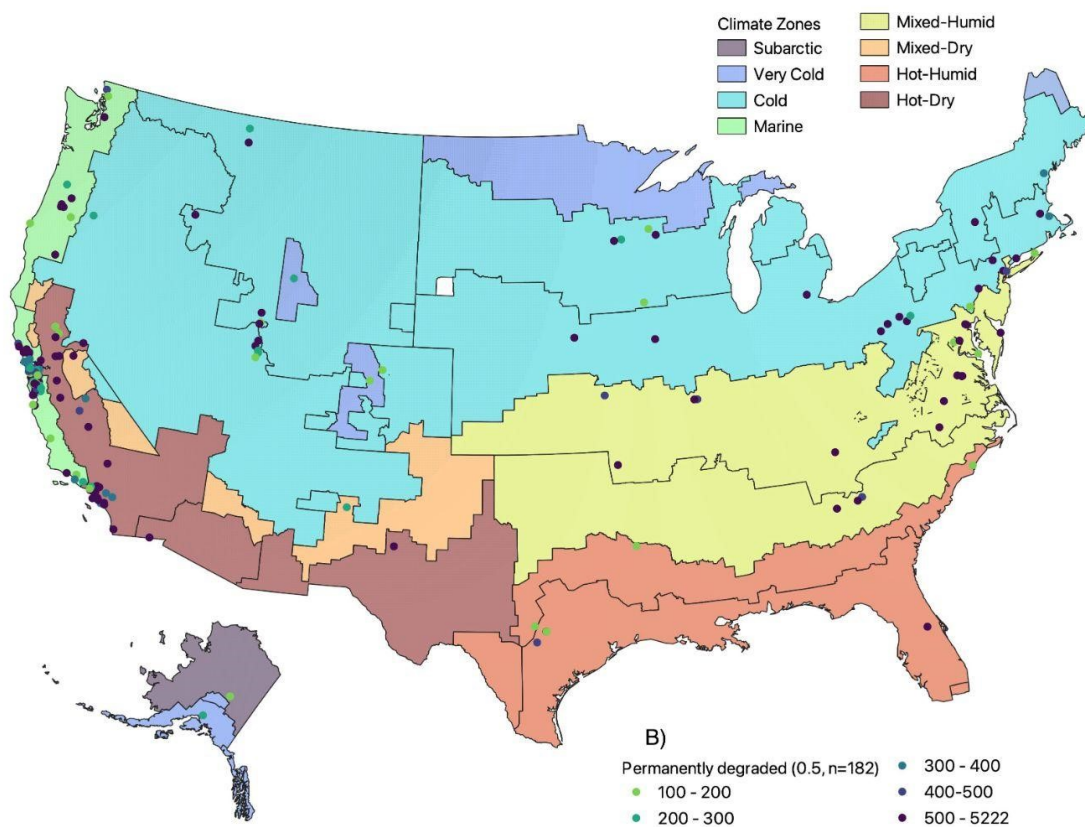 Climate Zones
Subarctic
Very Cold
Cold
Marine
Mixed-Humid
Mixed-Dry
Hot-Humid
Hot-Dry
B)
Permanently degraded (0.5, n=182)
100 - 200
200 - 300
300 - 400
400-500
500 - 5222